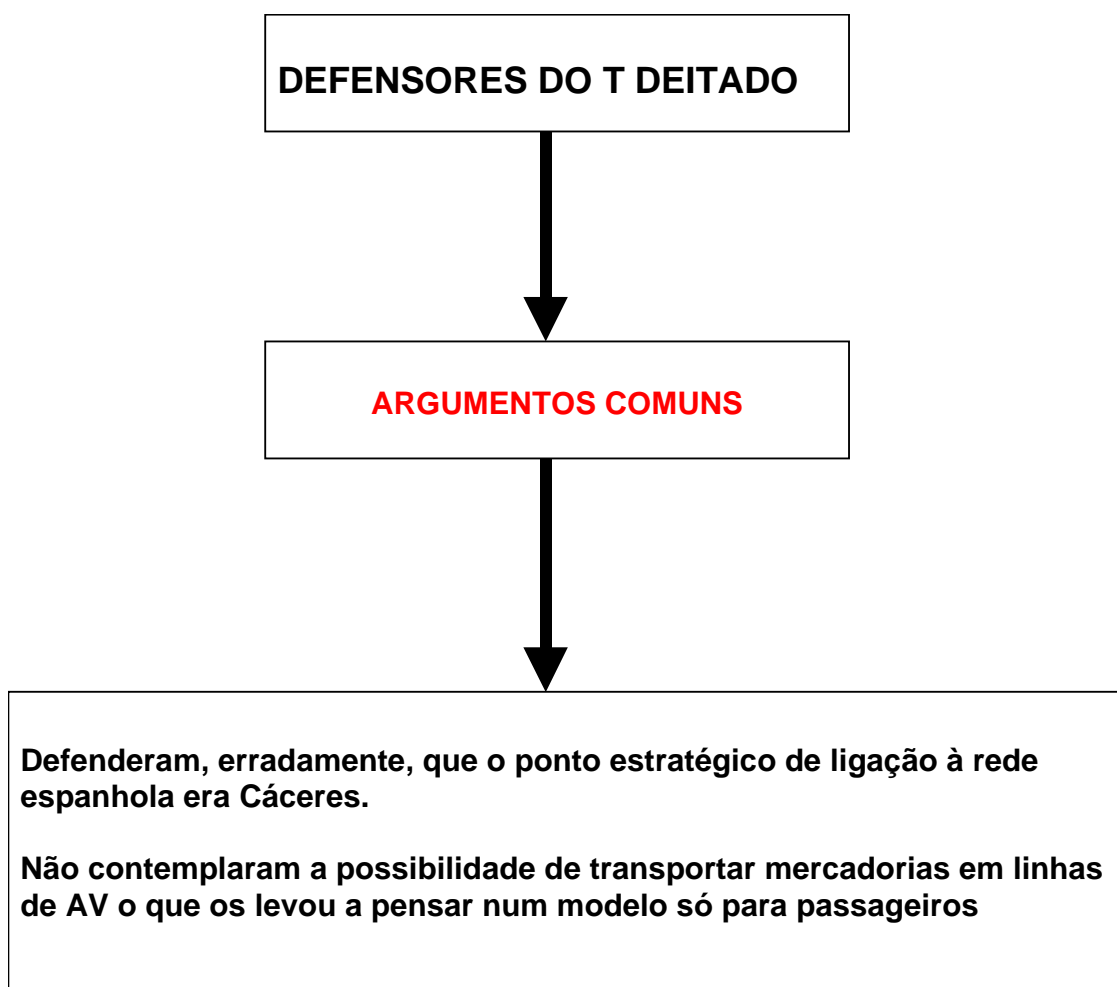 DEFENSORES DO T DEITADO
ARGUMENTOS COMUNS
Defenderam, erradamente, que o ponto estratégico de ligação à rede
espanhola era Cáceres.
Não contemplaram a possibilidade de transportar mercadorias em linhas
de AV o que os levou a pensar num modelo só para passageiros